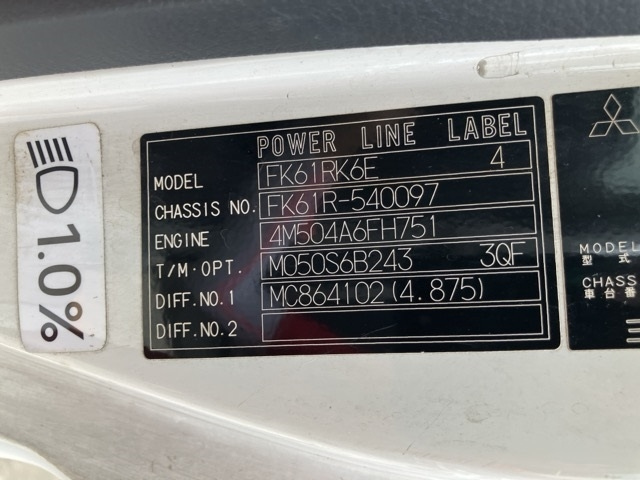 POWER LINE LABEL
MODEL FK61RK6E 4
CHASSIS NO. FK61R-540097
ENGINE 4M504A6FH751
T/M·OPT. M050S6B243 3QF
DIFF.NO.1 MC864102(4.875)
DIFF.NO.2
1.0%
MODEL
型式
CHASS
車台番